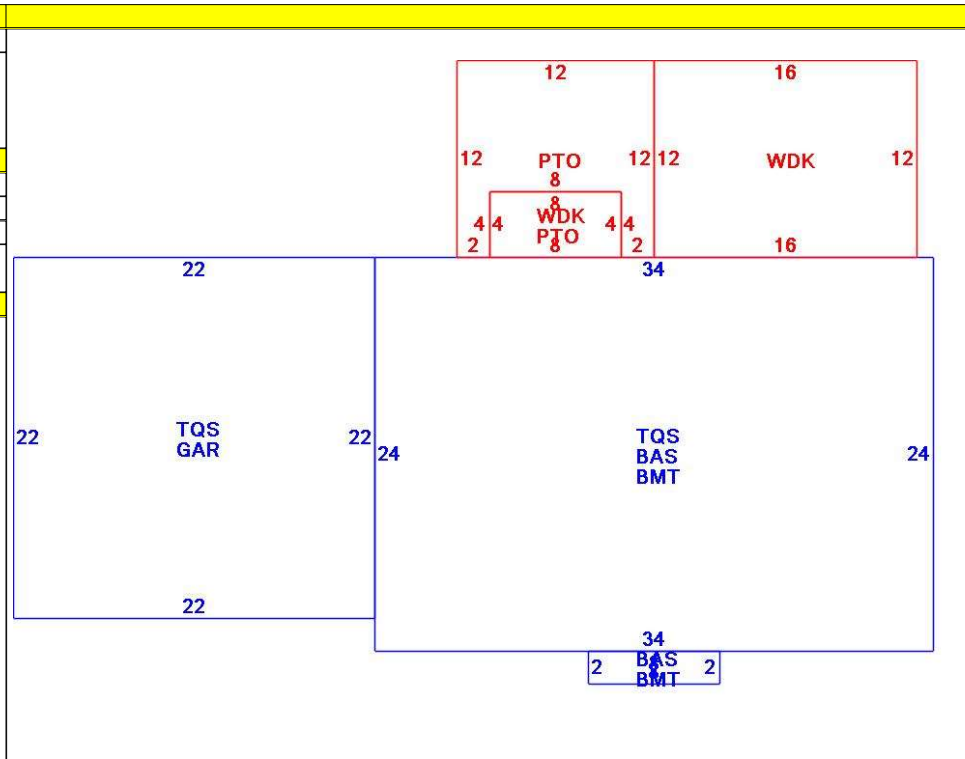 12 16
12 PTO 12 12 WDK 12
8
8
4 4 WDK 4 4
PTO
2 8 2 16
22 34
22 TQS 22
GAR
24 TQS 24
BAS
BMT
22
34
2 BAS 2
8
BMT